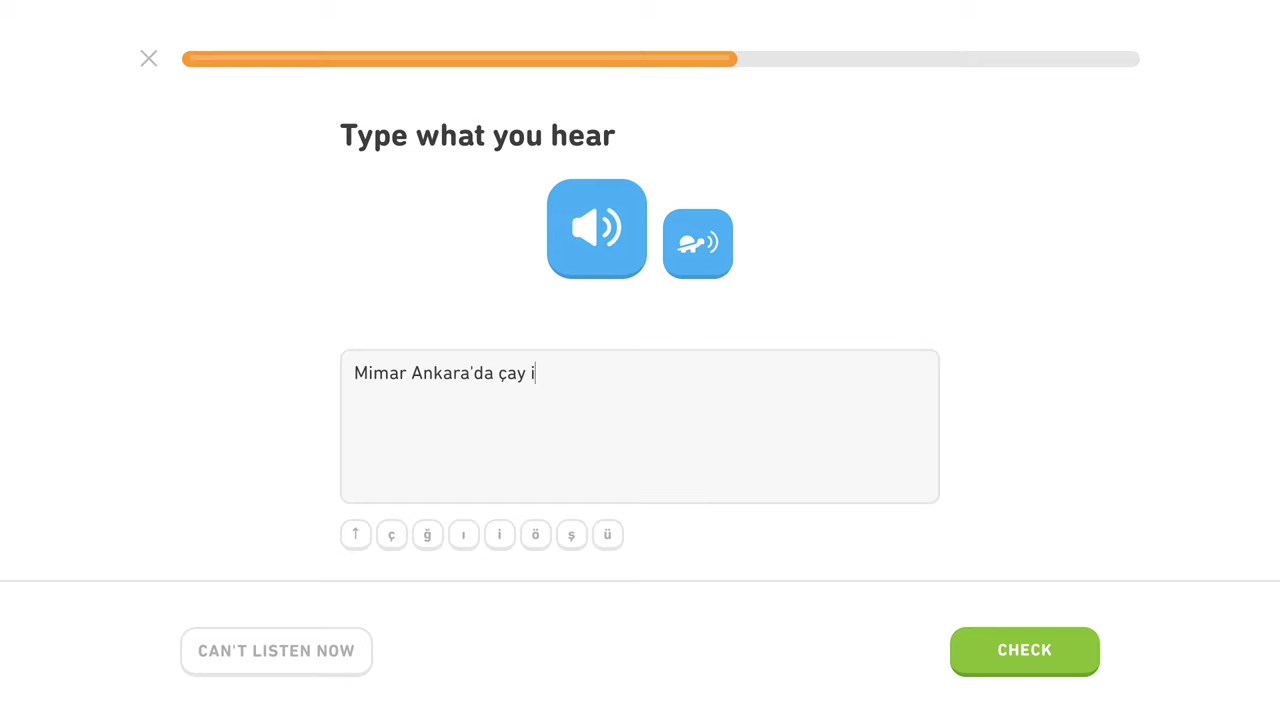 Type what you hear
Mimar Ankara'da çay i
↑ ç ğ ı i ö ş ü
CAN'T LISTEN NOW
CHECK